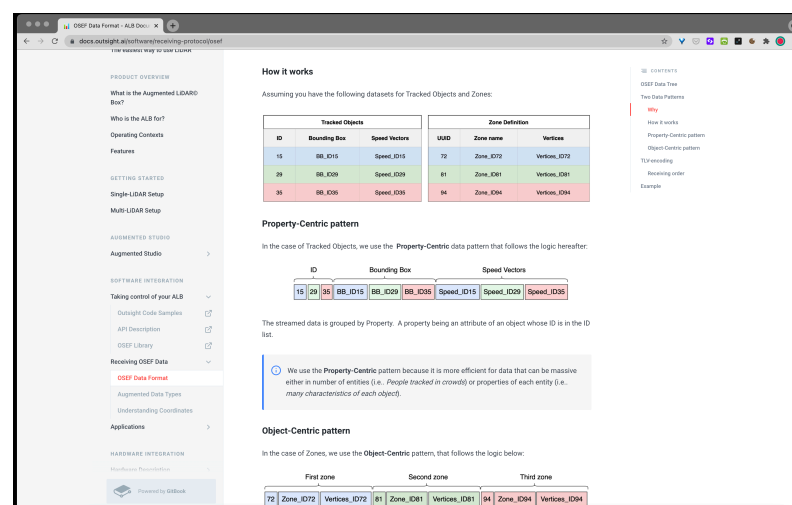 OSEF Data Format - ALB Docu
docs.outsight.ai/software/receiving-protocol/osef
The easiest way to use LiDAR
PRODUCT OVERVIEW
What is the Augmented LiDAR©
Box?
Who is the ALB for?
Operating Contexts
Features
GETTING STARTED
Single-LiDAR Setup
Multi-LiDAR Setup
AUGMENTED STUDIO
Augmented Studio
SOFTWARE INTEGRATION
Taking control of your ALB
Outsight Code Samples
API Description
OSEF Library
Receiving OSEF Data
OSEF Data Format
Augmented Data Types
Understanding Coordinates
Applications
HARDWARE INTEGRATION
Hardware Description
Powered by GitBook
How it works
Assuming you have the following datasets for Tracked Objects and Zones:
Tracked Objects Zone Definition
ID Bounding Box Speed Vectors UUID Zone name Vertices
15 BB_ID15 Speed_ID15 72 Zone_ID72 Vertices_ID72
29 BB_ID29 Speed_ID29 81 Zone_ID81 Vertices_ID81
35 BB_ID35 Speed_ID35 94 Zone_ID94 Vertices_ID94
Property-Centric pattern
In the case of Tracked Objects, we use the Property-Centric data pattern that follows the logic hereafter:
ID Bounding Box Speed Vectors
15 29 35 BB_ID15 BB_ID29 BB_ID35 Speed_ID15 Speed_ID29 Speed_ID35
The streamed data is grouped by Property. A property being an attribute of an object whose ID is in the ID
list.
We use the Property-Centric pattern because it is more efficient for data that can be massive
either in number of entities (i.e.. People tracked in crowds) or properties of each entity (i.e..
many characteristics of each object).
Object-Centric pattern
In the case of Zones, we use the Object-Centric pattern, that follows the logic below:
First zone Second zone Third zone
72 Zone_ID72 Vertices_ID72 81 Zone_ID81 Vertices_ID81 94 Zone_ID94 Vertices_ID94
CONTENTS
OSEF Data Tree
Two Data Patterns
Why
How it works
Property-Centric pattern
Object-Centric pattern
TLV-encoding
Receiving order
Example